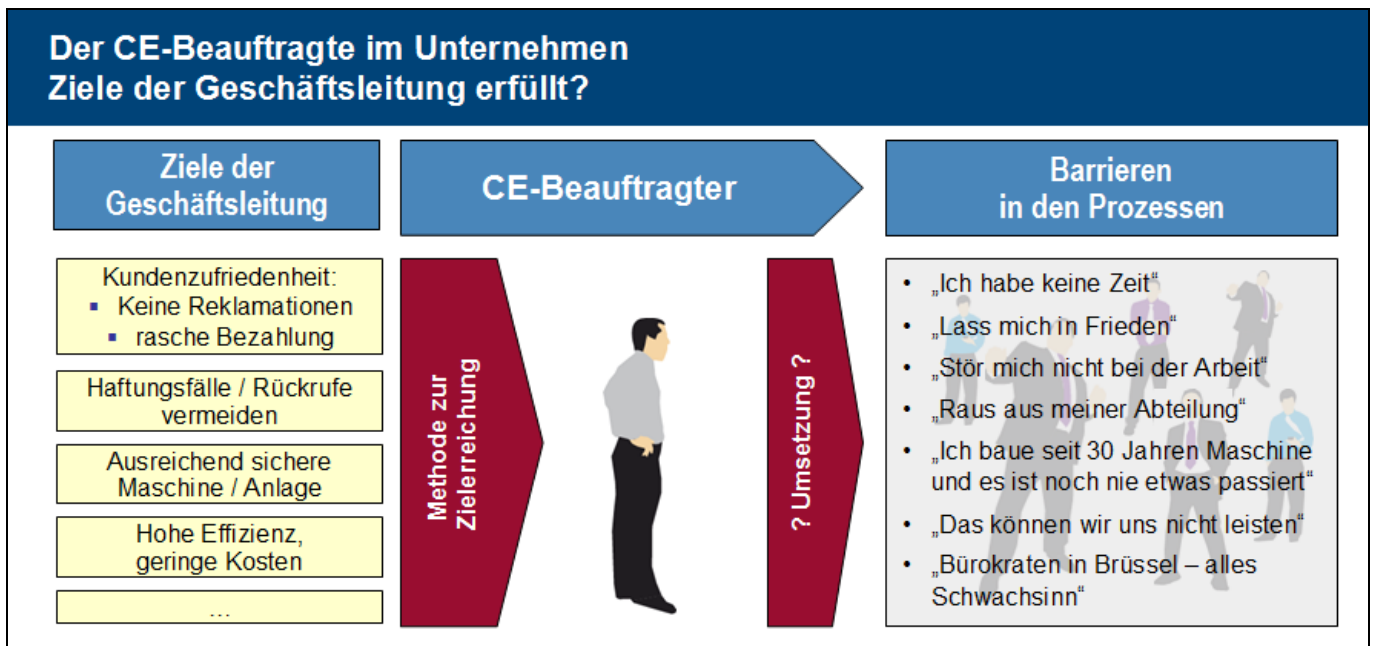 Der CE-Beauftragte im Unternehmen
Ziele der Geschäftsleitung erfüllt?
Ziele der
Geschäftsleitung
CE-Beauftragter
Barrieren
in den Prozessen
Kundenzufriedenheit:
▪ Keine Reklamationen
▪ rasche Bezahlung
Haftungsfälle / Rückrufe
vermeiden
Ausreichend sichere
Maschine / Anlage
Hohe Effizienz,
geringe Kosten
…
Methode zur
Zielerreichung
? Umsetzung ?
• „Ich habe keine Zeit“
• „Lass mich in Frieden“
• „Stör mich nicht bei der Arbeit“
• „Raus aus meiner Abteilung“
• „Ich baue seit 30 Jahren Maschine
und es ist noch nie etwas passiert“
• „Das können wir uns nicht leisten“
• „Bürokraten in Brüssel – alles
Schwachsinn“